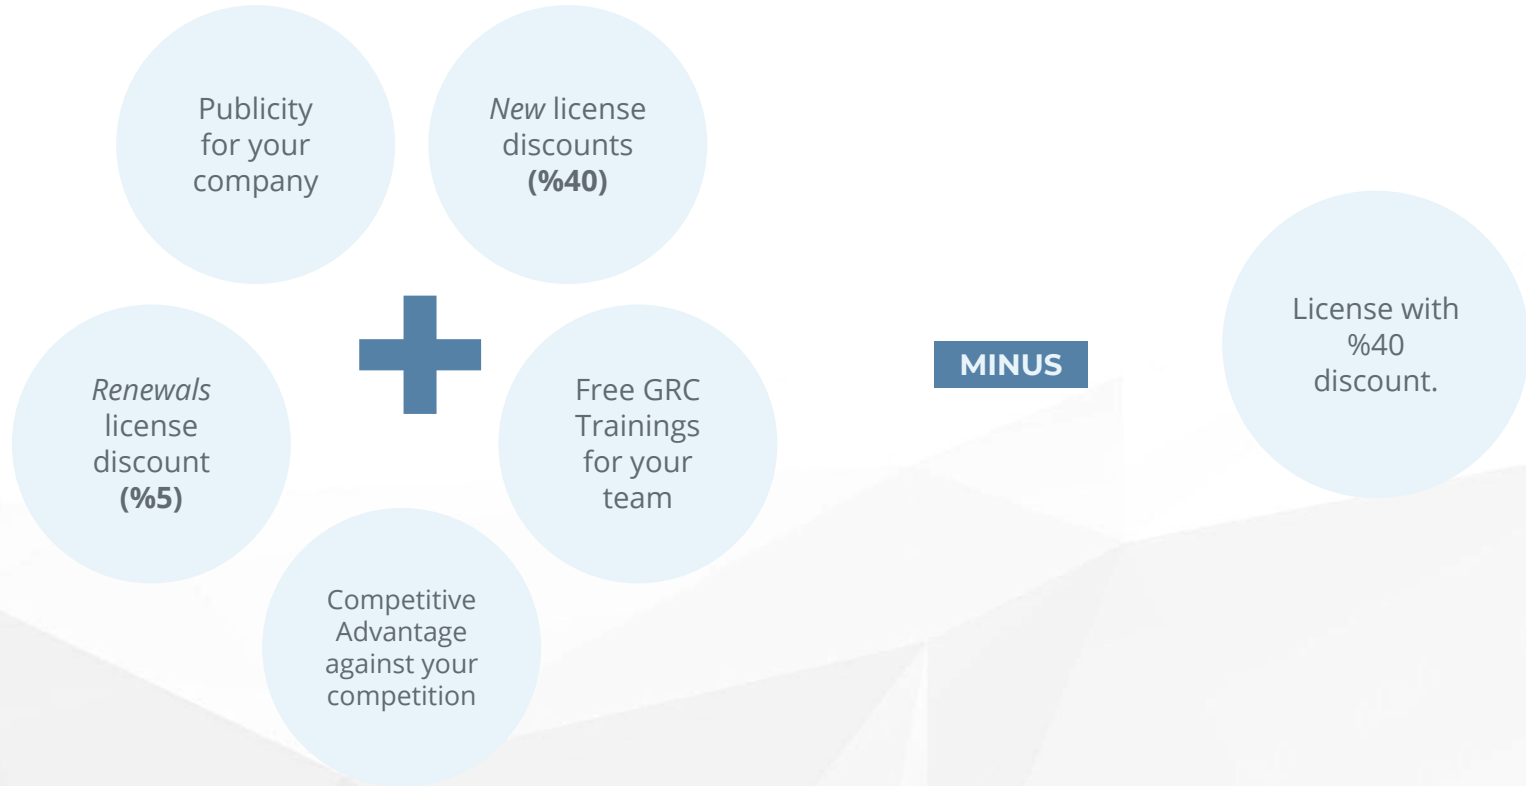 Publicity
for your
company
New license
discounts
(%40)
Renewals
license
discount
(%5)
Free GRC
Trainings
for your
team
Competitive
Advantage
against your
competition
MINUS
License with
%40
discount.